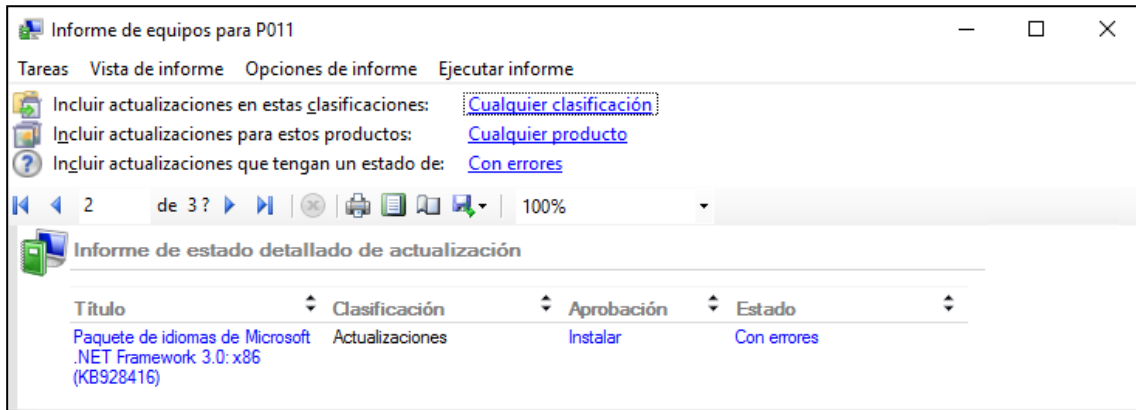 Informe de equipos para P011
Tareas Vista de informe Opciones de informe Ejecutar informe
Incluir actualizaciones en estas clasificaciones: Cualquier clasificación
Incluir actualizaciones para estos productos: Cualquier producto
Incluir actualizaciones que tengan un estado de: Con errores
2 de 3 ? 100%
Informe de estado detallado de actualización
Título Clasificación Aprobación Estado
Paquete de idiomas de Microsoft Actualizaciones Instalar Con errores
.NET Framework 3.0: x86
(KB928416)